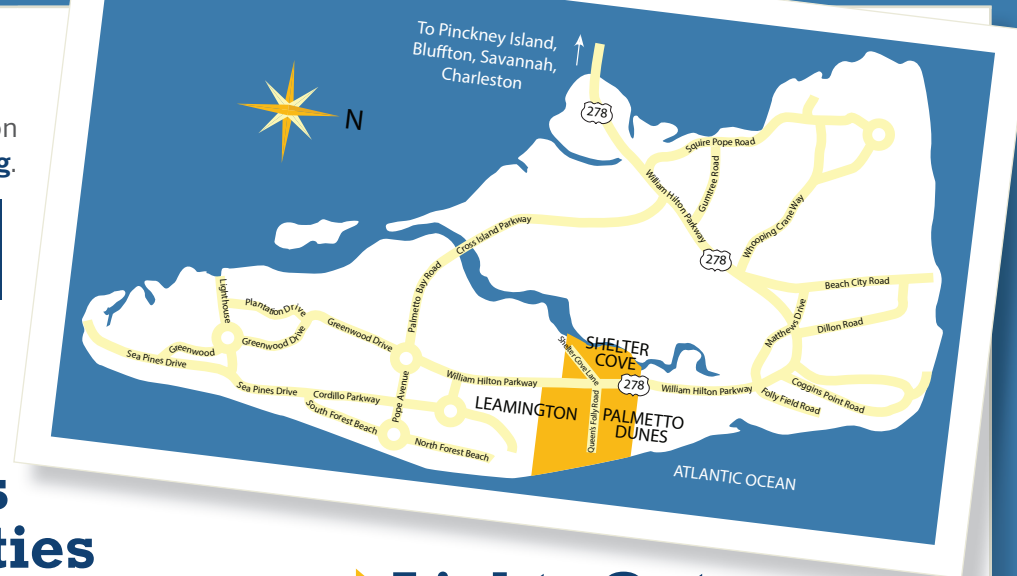 To Pinckney Island,
Bluffton, Savannah,
Charleston
N
278
Squire Pope Road
Gumtree Road
William Hilton Parkway
Whooping Crane Way
278
Cross Island Parkway
Palmetto Bay Road
Beach City Road
Matthews Drive
Dillon Road
Lighthouse
Plantation Drive
Greenwood Drive
Greenwood Drive
Greenwood
Sea Pines Drive
Sea Pines Drive
Cordillo Parkway
South Forest Beach
Pope Avenue
North Forest Beach
William Hilton Parkway
Shelter Cove Lane
SHELTER
COVE
278
William Hilton Parkway
Folly Field Road
Coggins Point Road
LEAMINGTON
Queen's Folly Road
PALMETTO
DUNES
ATLANTIC OCEAN
on
g.
s
ties